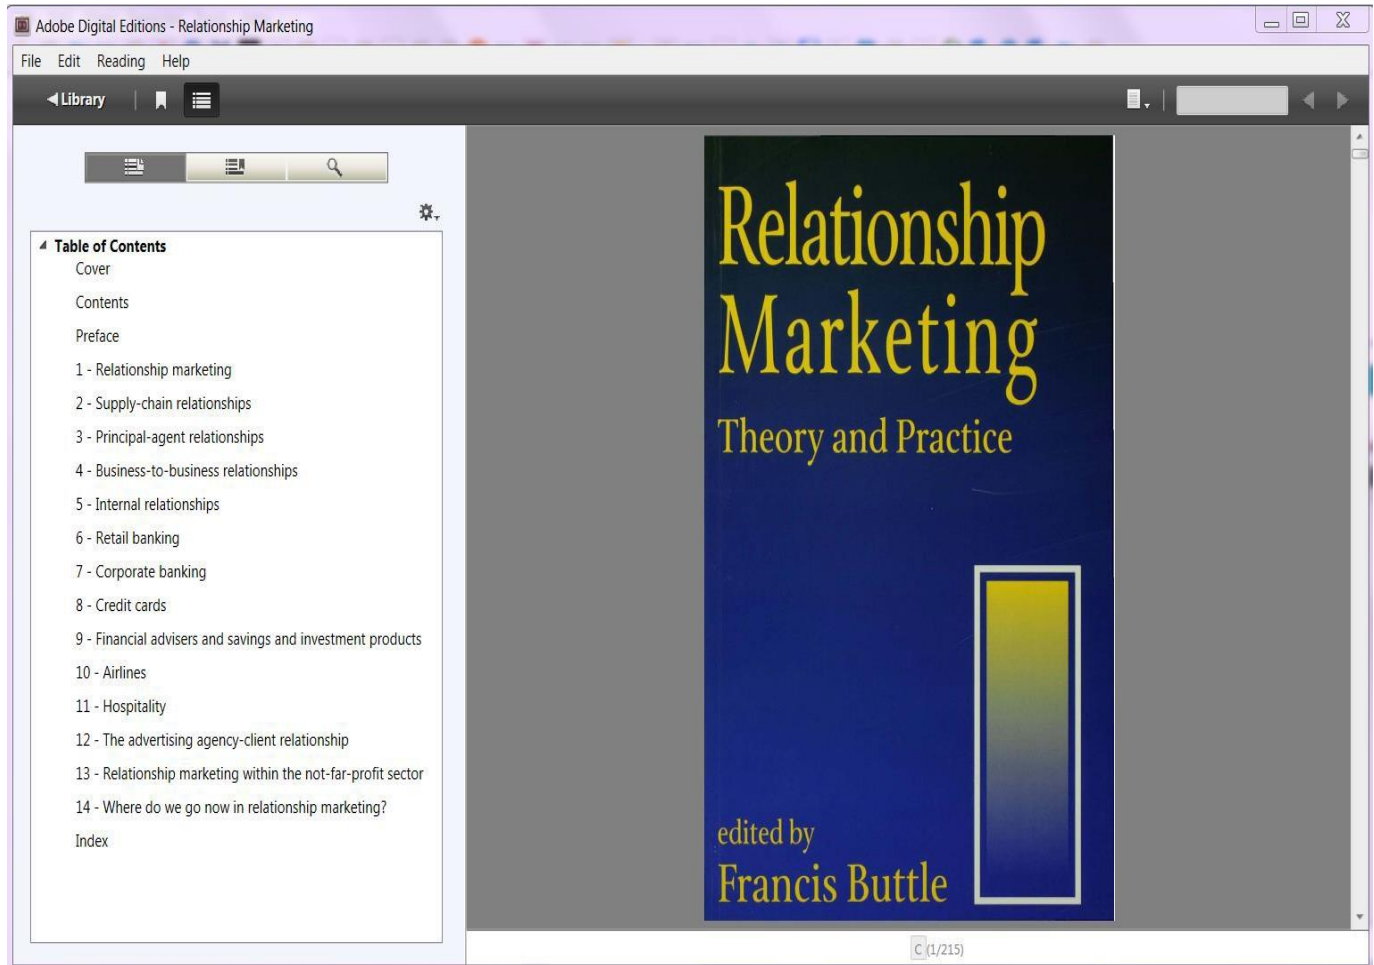 Adobe Digital Editions - Relationship Marketing
File Edit Reading Help
Library
Table of Contents
Cover
Contents
Preface
1 - Relationship marketing
2 - Supply-chain relationships
3 - Principal-agent relationships
4 - Business-to-business relationships
5 - Internal relationships
6 - Retail banking
7 - Corporate banking
8 - Credit cards
9 - Financial advisers and savings and investment products
10 - Airlines
11 - Hospitality
12 - The advertising agency-client relationship
13 - Relationship marketing within the not-far-profit sector
14 - Where do we go now in relationship marketing?
Index
Relationship
Marketing
Theory and Practice
edited by
Francis Buttle
C (1/215)